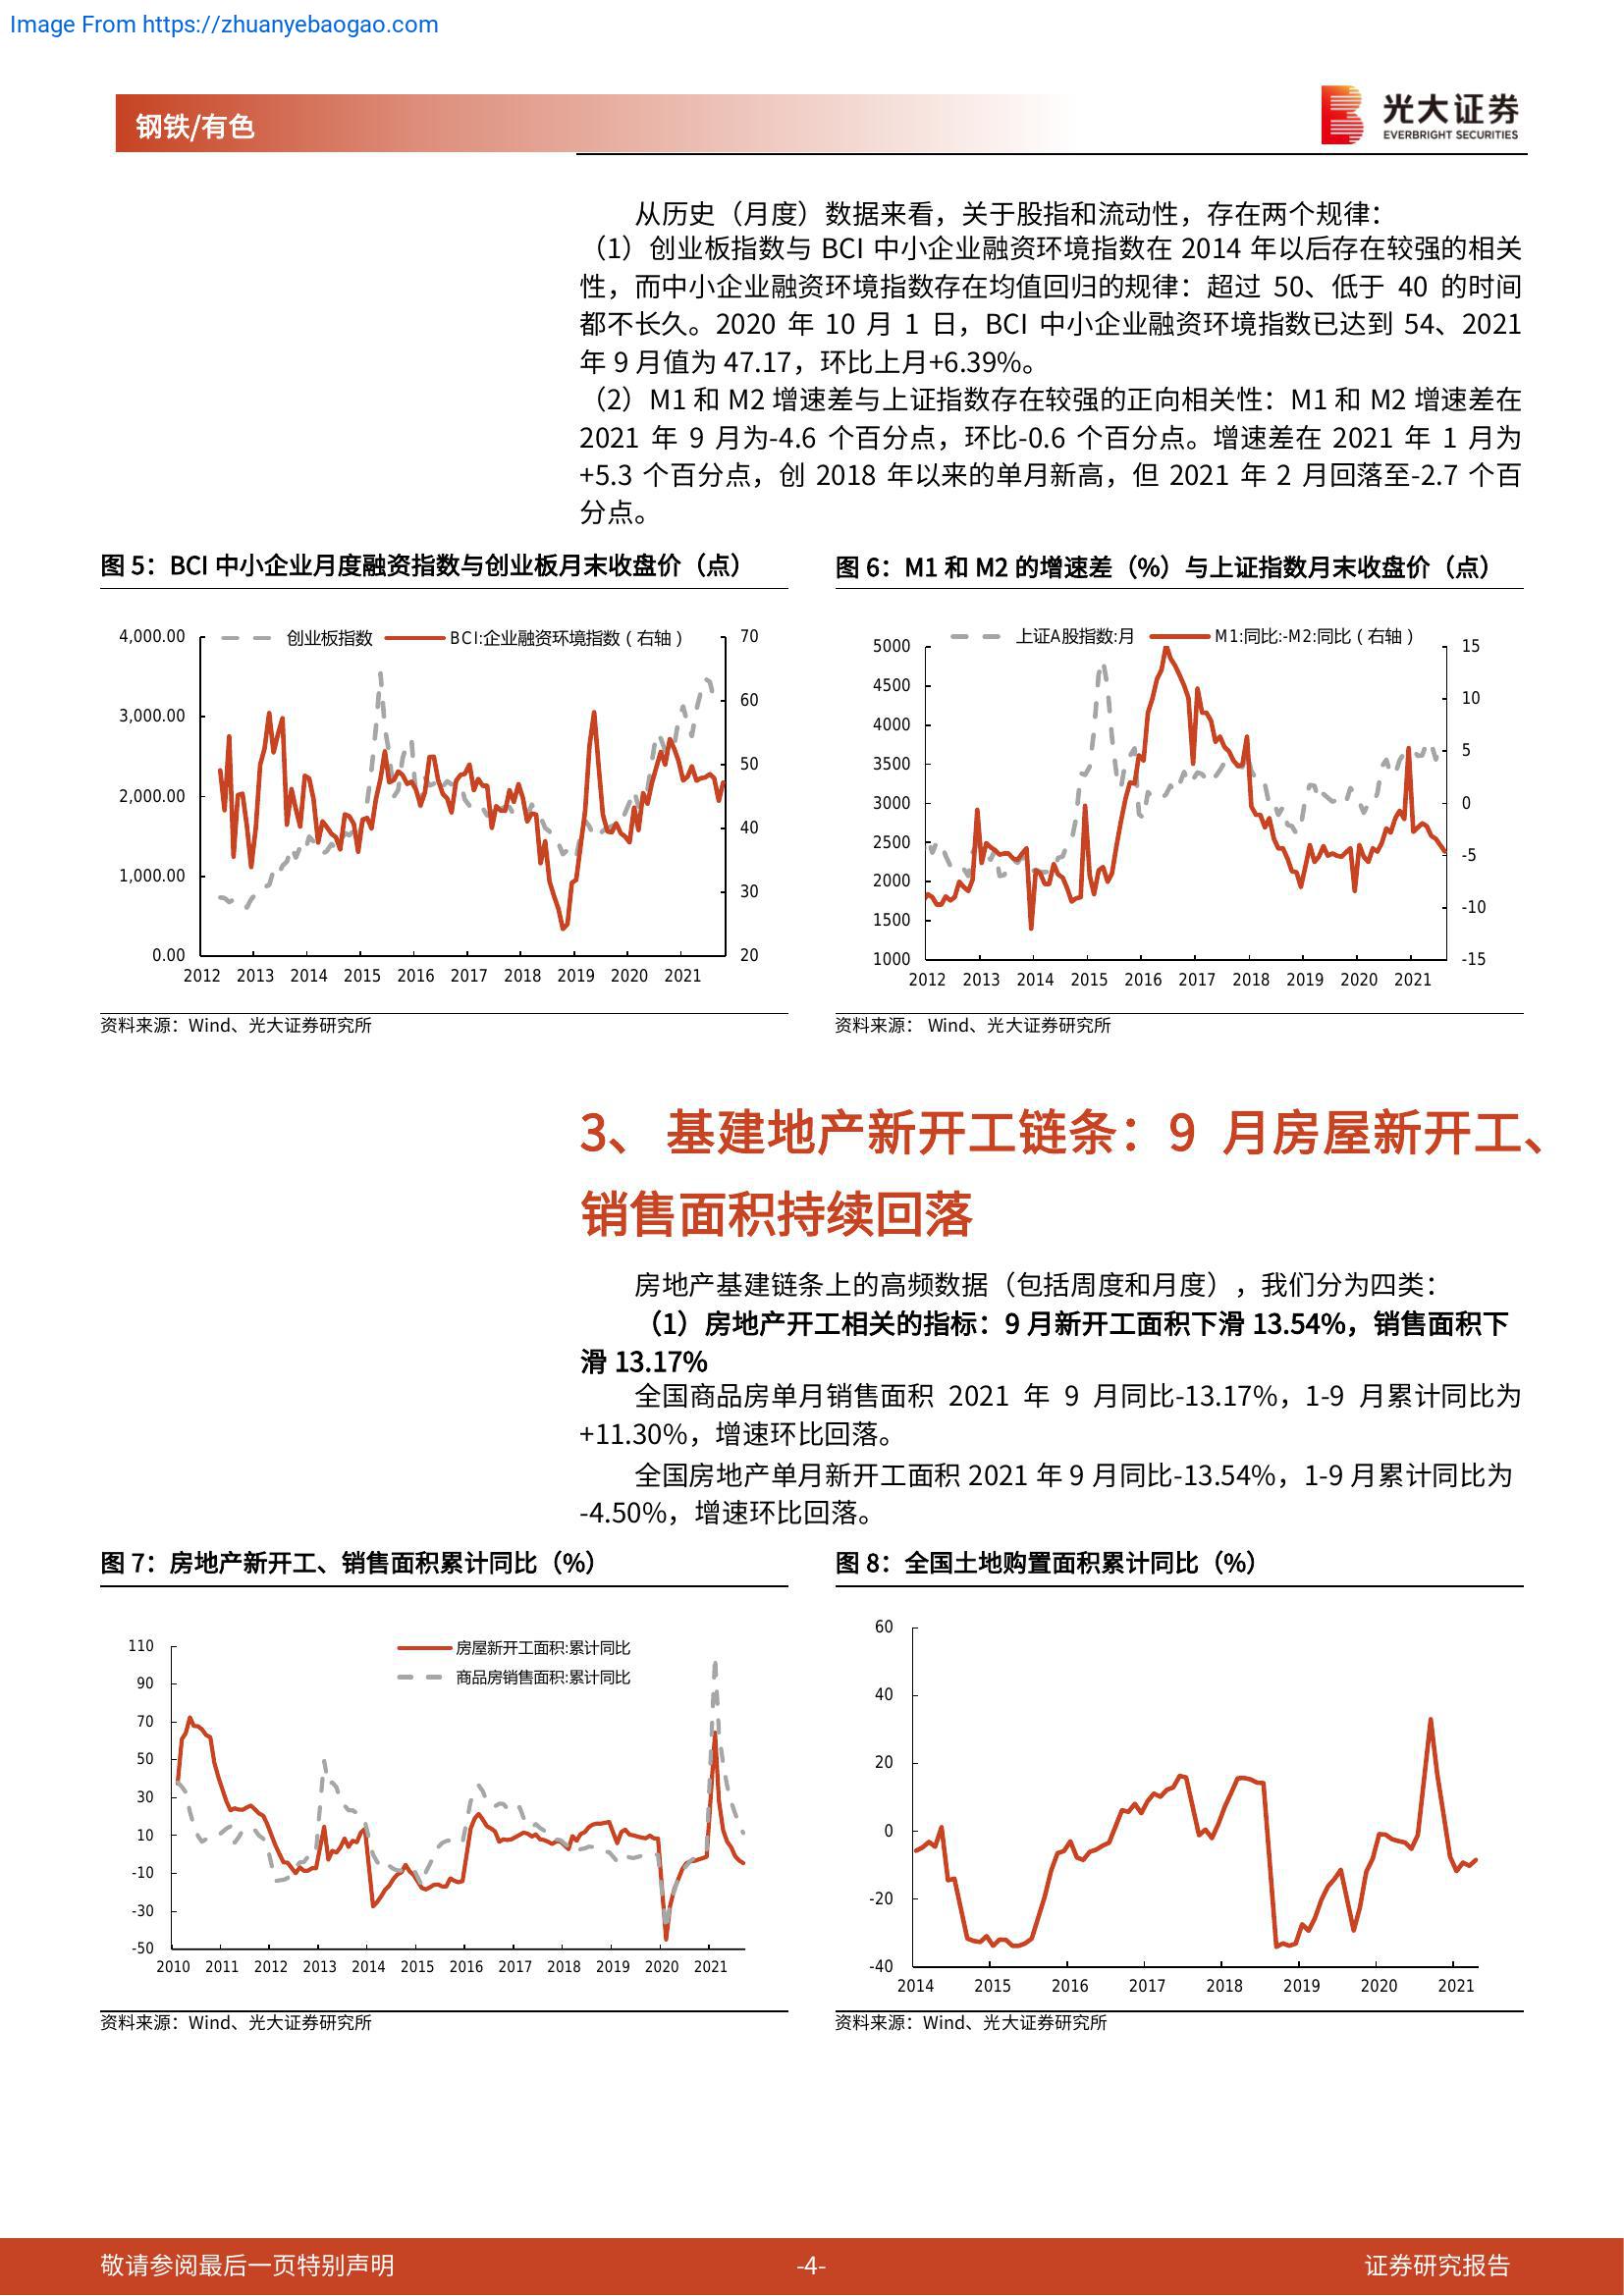 Image From https://zhuanyebaogao.com
钢铁/有色
光大证券
EVERBRIGHT SECURITIES
从历史（月度）数据来看，关于股指和流动性，存在两个规律：
（1）创业板指数与 BCI 中小企业融资环境指数在 2014 年以后存在较强的相关
性，而中小企业融资环境指数存在均值回归的规律：超过 50、低于 40 的时间
都不长久。2020 年 10 月 1 日，BCI 中小企业融资环境指数已达到 54、2021
年 9 月值为 47.17，环比上月+6.39%。
（2）M1 和 M2 增速差与上证指数存在较强的正向相关性：M1 和 M2 增速差在
2021 年 9 月为-4.6 个百分点，环比-0.6 个百分点。增速差在 2021 年 1 月为
+5.3 个百分点，创 2018 年以来的单月新高，但 2021 年 2 月回落至-2.7 个百
分点。
图 5：BCI 中小企业月度融资指数与创业板月末收盘价（点）
创业板指数 BCI:企业融资环境指数（右轴）
4,000.00
3,000.00
2,000.00
1,000.00
0.00
70
60
50
40
30
20
2012 2013 2014 2015 2016 2017 2018 2019 2020 2021
资料来源：Wind、光大证券研究所
图 6：M1 和 M2 的增速差（%）与上证指数月末收盘价（点）
上证A股指数:月 M1:同比:-M2:同比（右轴）
5000
4500
4000
3500
3000
2500
2000
1500
1000
15
10
5
0
-5
-10
-15
2012 2013 2014 2015 2016 2017 2018 2019 2020 2021
资料来源： Wind、光大证券研究所
3、 基建地产新开工链条：9 月房屋新开工、
销售面积持续回落
房地产基建链条上的高频数据（包括周度和月度），我们分为四类：
（1）房地产开工相关的指标：9 月新开工面积下滑 13.54%，销售面积下
滑 13.17%
全国商品房单月销售面积 2021 年 9 月同比-13.17%，1-9 月累计同比为
+11.30%，增速环比回落。
全国房地产单月新开工面积 2021 年 9 月同比-13.54%，1-9 月累计同比为
-4.50%，增速环比回落。
图 7：房地产新开工、销售面积累计同比（%）
房屋新开工面积:累计同比
商品房销售面积:累计同比
110
90
70
50
30
10
-10
-30
-50
2010 2011 2012 2013 2014 2015 2016 2017 2018 2019 2020 2021
资料来源：Wind、光大证券研究所
图 8：全国土地购置面积累计同比（%）
60
40
20
0
-20
-40
2014 2015 2016 2017 2018 2019 2020 2021
资料来源：Wind、光大证券研究所
敬请参阅最后一页特别声明
-4-
证券研究报告